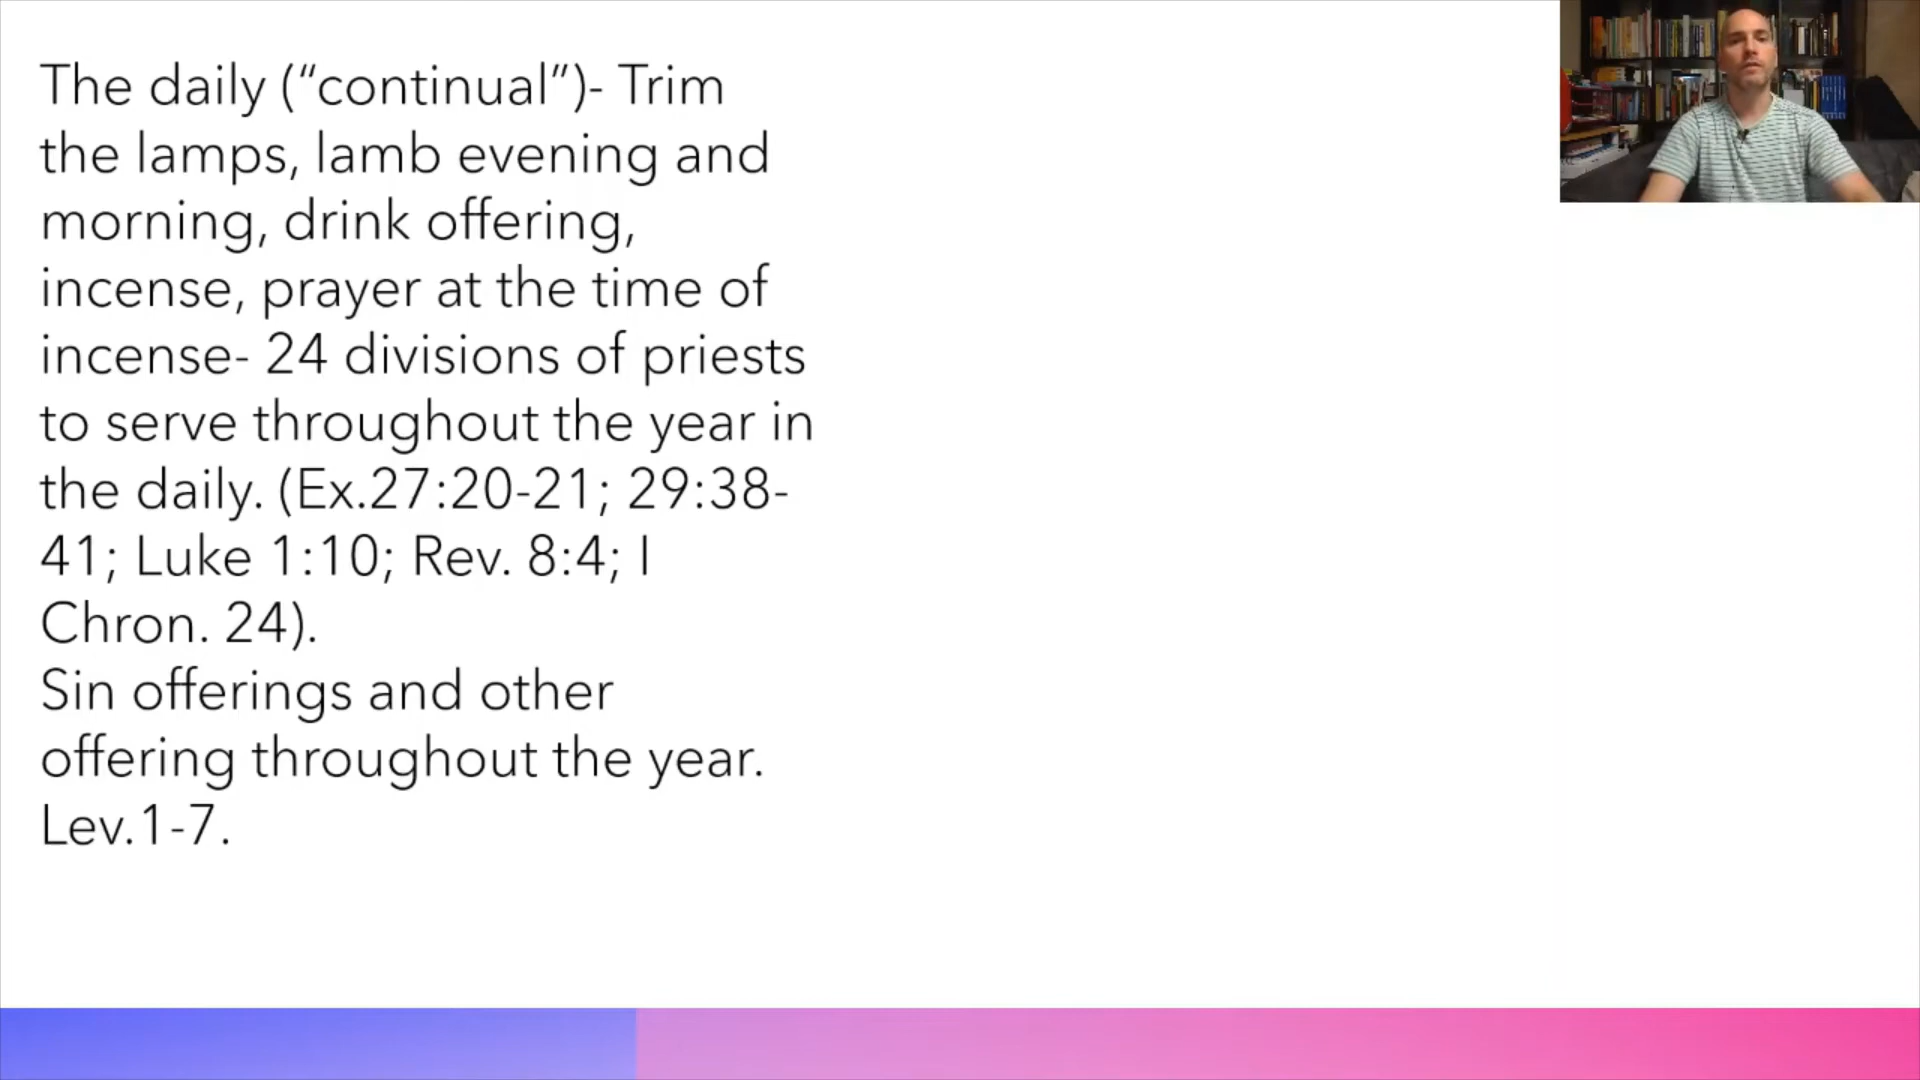 The daily (“continual”)- Trim
the lamps, lamb evening and
morning, drink offering,
incense, prayer at the time of
incense- 24 divisions of priests
to serve throughout the year in
the daily. (Ex.27:20-21; 29:38-
41; Luke 1:10; Rev. 8:4; I
Chron. 24).
Sin offerings and other
offering throughout the year.
Lev.1-7.